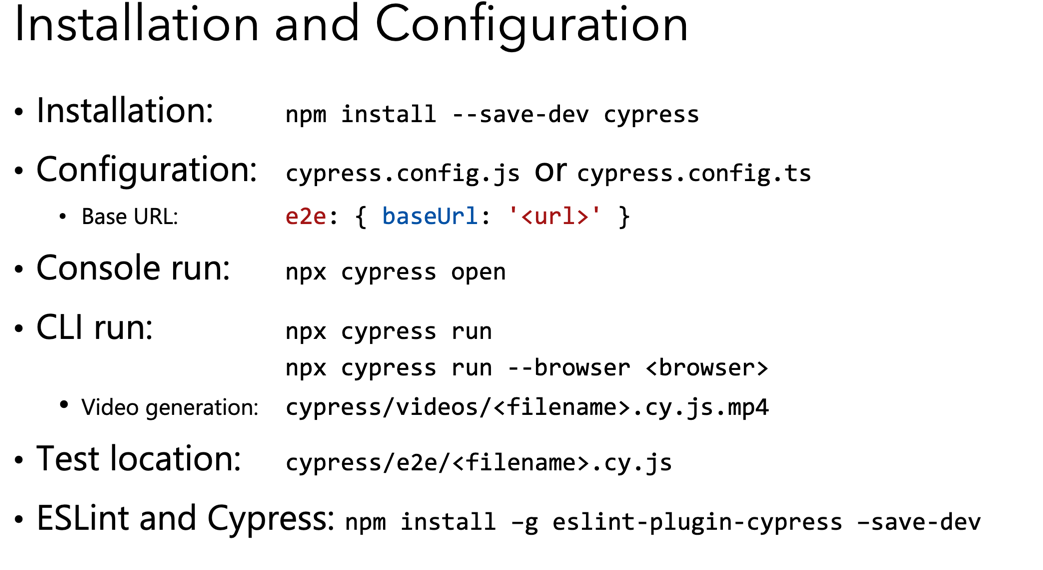 Installation and Configuration
• Installation: npm install --save-dev cypress
• Configuration: cypress.config.js or cypress.config.ts
• Base URL: e2e: { baseUrl: '<url>' }
• Console run: npx cypress open
• CLI run: npx cypress run
npx cypress run --browser <browser>
• Video generation: cypress/videos/<filename>.cy.js.mp4
• Test location: cypress/e2e/<filename>.cy.js
• ESLint and Cypress: npm install –g eslint-plugin-cypress –save-dev